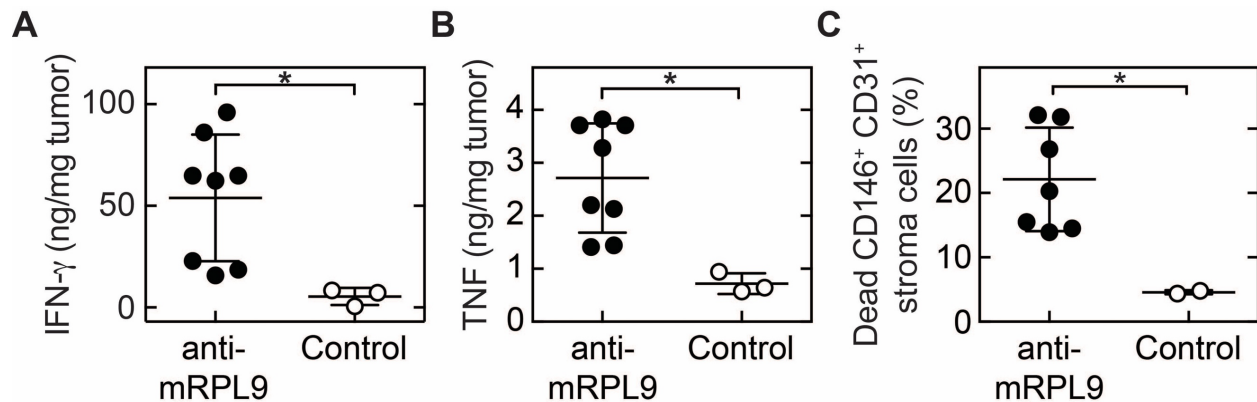 A
IFN-γ (ng/mg tumor)
100
50
0
*
anti-
mRPL9
Control
B
TNF (ng/mg tumor)
4
3
2
1
0
*
anti-
mRPL9
Control
C
Dead CD146⁺ CD31⁺
stroma cells (%)
30
20
10
0
*
anti-
mRPL9
Control